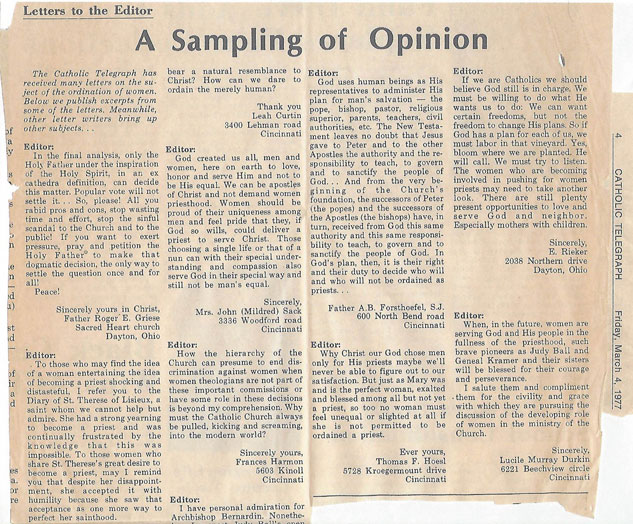 Letters to the Editor
A Sampling of Opinion
The Catholic Telegraph has
received many letters on the su-
ject of the ordination of women.
Below we publish excerpts from
some of the letters. Meanwhile,
other letter writers bring up
other subjects. . .
Editor:
In the final analysis, only the
Holy Father under the inspiration
of the Holy Spirit, in an ex
cathedra definition, can decide
this matter. Popular vote will not
settle it. . . So, please! All you
rabid pros and cons, stop wasting
time and effort, stop the sinful
scandal to the Church and to the
public! If you want to exert
pressure, pray and petition the
Holy Father to make that
dogmatic decision, the only way to
settle the question once and for
all!
Peace!
Sincerely yours in Christ,
Father Roger E. Griese
Sacred Heart church
Dayton, Ohio
Editor:
To those who may find the idea
of a woman entertaining the idea
of becoming a priest shocking and
distasteful, I refer you to the
Diary of St. Therese of Lisieux, a
saint whom we cannot help but
admire. She had a strong yearning
to become a priest and was
continually frustrated by the
knowledge that this was
impossible. To those women who
share St. Therese's great desire to
become a priest, may I remind
you that despite her disappoint-
ment, she accepted it with
humility because she saw that
acceptance as one more way to
perfect her sainthood.
bear a natural resemblance to
Christ? How can we dare to
ordain the merely human?
Thank you
Leah Curtin
3400 Lehman road
Cincinnati
Editor:
God created us all, men and
women, here on earth to love,
honor and serve Him and not to
be His equal. We can be apostles
of Christ and not demand women
priesthood. Women should be
proud of their uniqueness among
men and feel pride that they, if
God so wills, could deliver a
priest to serve Christ. Those
choosing single life or that of a
nun can with their special under-
standing and compassion also
serve God in their special way and
still not be man's equal.
Sincerely,
Mrs. John (Mildred) Sack
3336 Woodford road
Cincinnati
Editor:
How the hierarchy of the
Church can presume to end dis-
crimination against women when
women theologians are not part of
these important commissions or
have some role in these decisions
is beyond my comprehension. Why
must the Catholic Church always
be pulled, kicking and screaming,
into the modern world?
Sincerely yours,
Frances Harmon
5603 Kinoll
Cincinnati
Editor:
I have personal admiration for
Archbishop Bernardin. Nonethe-
Editor:
God uses human beings as His
representatives to administer His
plan for man's salvation — the
pope, bishop, pastor, religious
superior, parents, teachers, civil
authorities, etc. The New Testa-
ment leaves no doubt that Jesus
gave to Peter and to the other
Apostles the authority and the re-
sponsibility to teach, to govern
and to sanctify the people of
God. . . And from the very be-
ginning of the Church's
foundation, the successors of Peter
(the popes) and the successors of
the Apostles (the bishops) have, in
turn, received from God this same
authority and this same responsi-
bility to teach, to govern and to
sanctify the people of God. In
God's plan, then, it is their right
and their duty to decide who will
and who will not be ordained as
priests. . .
Father A.B. Forsthoefel, S.J.
600 North Bend road
Cincinnati
Editor:
Why Christ our God chose men
only for His priests maybe we'll
never be able to figure out to our
satisfaction. But just as Mary was
and is the perfect woman, exalted
and blessed among all but not yet
a priest, so too no woman must
feel unequal or slighted at all if
she is not permitted to be
ordained a priest.
Ever yours,
Thomas F. Hoesl
5728 Kroegermount drive
Cincinnati
Editor:
If we are Catholics we should
believe God still is in charge. We
must be willing to do what He
wants us to do: We can want
certain freedoms, but not the
freedom to change His plans. So if
God has a plan for each of us, we
must labor in that vineyard. Yes,
bloom where we are planted. He
will call. We must try to listen.
The women who are becoming
involved in pushing for women
priests may need to take another
look. There are still plenty
present opportunities to love and
serve God and neighbor.
Especially mothers with children.
Sincerely,
E. Rieker
2038 Northern drive
Dayton, Ohio
Editor:
When, in the future, women are
serving God and His people in the
fullness of the priesthood, such
brave pioneers as Judy Ball and
Genal Kramer and their sisters
will be blessed for their courage
and perseverance.
I salute them and compliment
them for the civility and grace
with which they are pursuing the
discussion of the developing role
of women in the ministry of the
Church.
Sincerely,
Lucile Murray Durkin
6221 Beechview circle
Cincinnati
4 CATHOLIC TELEGRAPH Friday, March 4, 1977